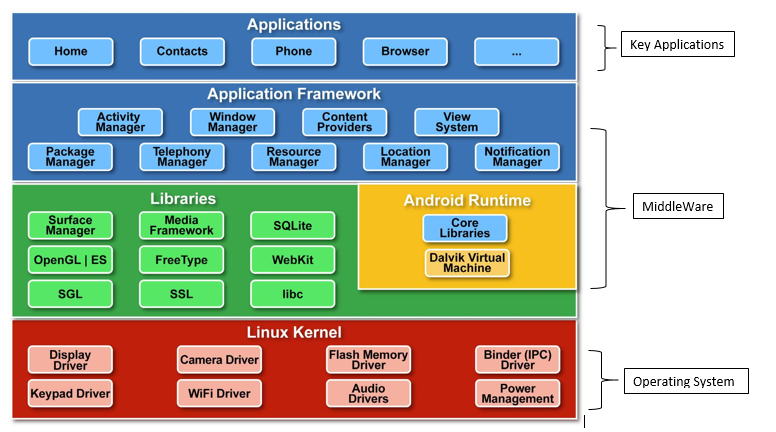 Applications
Home Contacts Phone Browser ...
Key Applications
Application Framework
Activity Manager Window Manager Content Providers View System
Package Manager Telephony Manager Resource Manager Location Manager Notification Manager
MiddleWare
Libraries
Surface Manager Media Framework SQLite
OpenGL | ES FreeType WebKit
SGL SSL libc
Android Runtime
Core Libraries
Dalvik Virtual Machine
Linux Kernel
Display Driver Camera Driver Flash Memory Driver Binder (IPC) Driver
Keypad Driver WiFi Driver Audio Drivers Power Management
Operating System